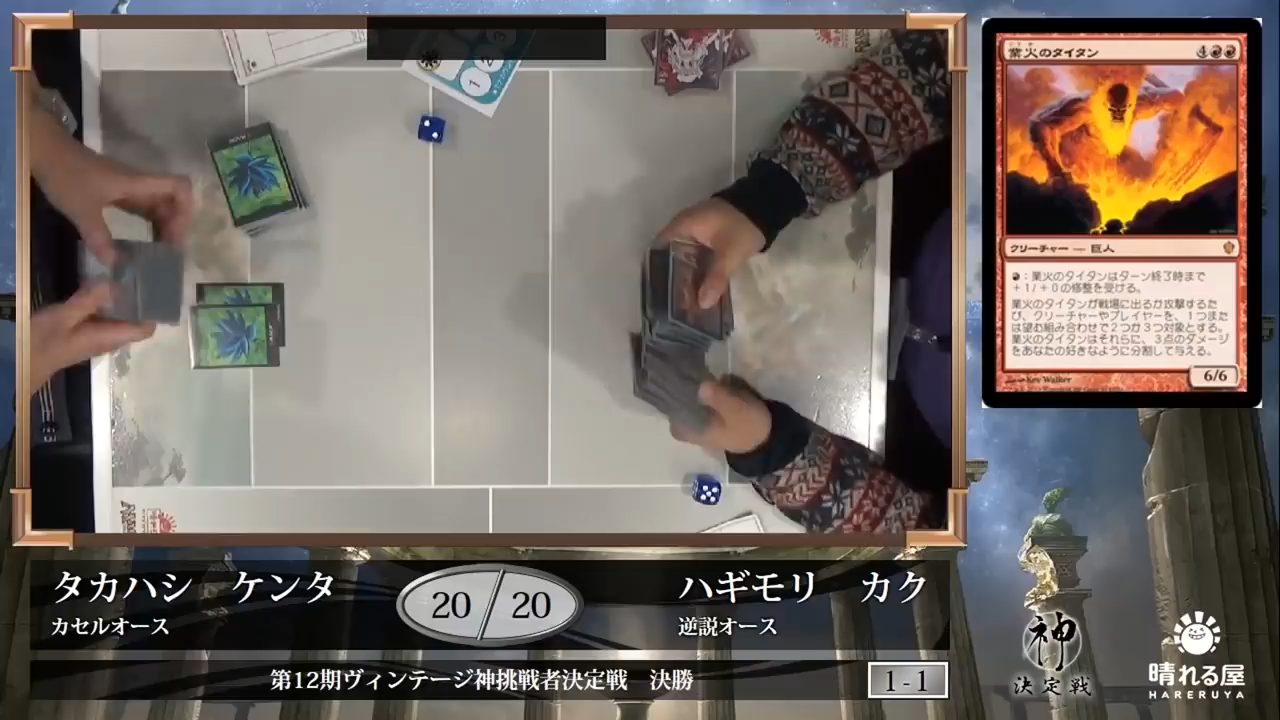 業火のタイタン
クリーチャー — 巨人
：業火のタイタンはターン終了時まで
+1/+0の修整を受ける。
業火のタイタンが戦場に出るか攻撃するた
び、クリーチャーやプレイヤーを、1つまた
は望む組み合わせで2つか3つ対象とする。
業火のタイタンはそれらに、3点のダメージ
をあなたの好きなように分割して与える。
Kev Walker
6/6
タカハシ ケンタ
カセルオース
20/20
ハギモリ カク
逆説オース
第12期ヴィンテージ神挑戦者決定戦 決勝
1-1
神
決定戦
晴れる屋
HARERUYA